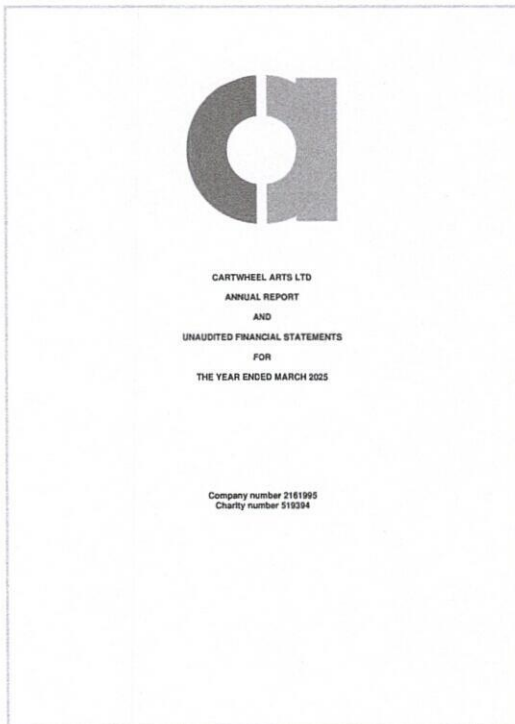 CARTWHEEL ARTS LTD
ANNUAL REPORT
AND
UNAUDITED FINANCIAL STATEMENTS
FOR
THE YEAR ENDED MARCH 2025
Company number 2161995
Charity number 519394